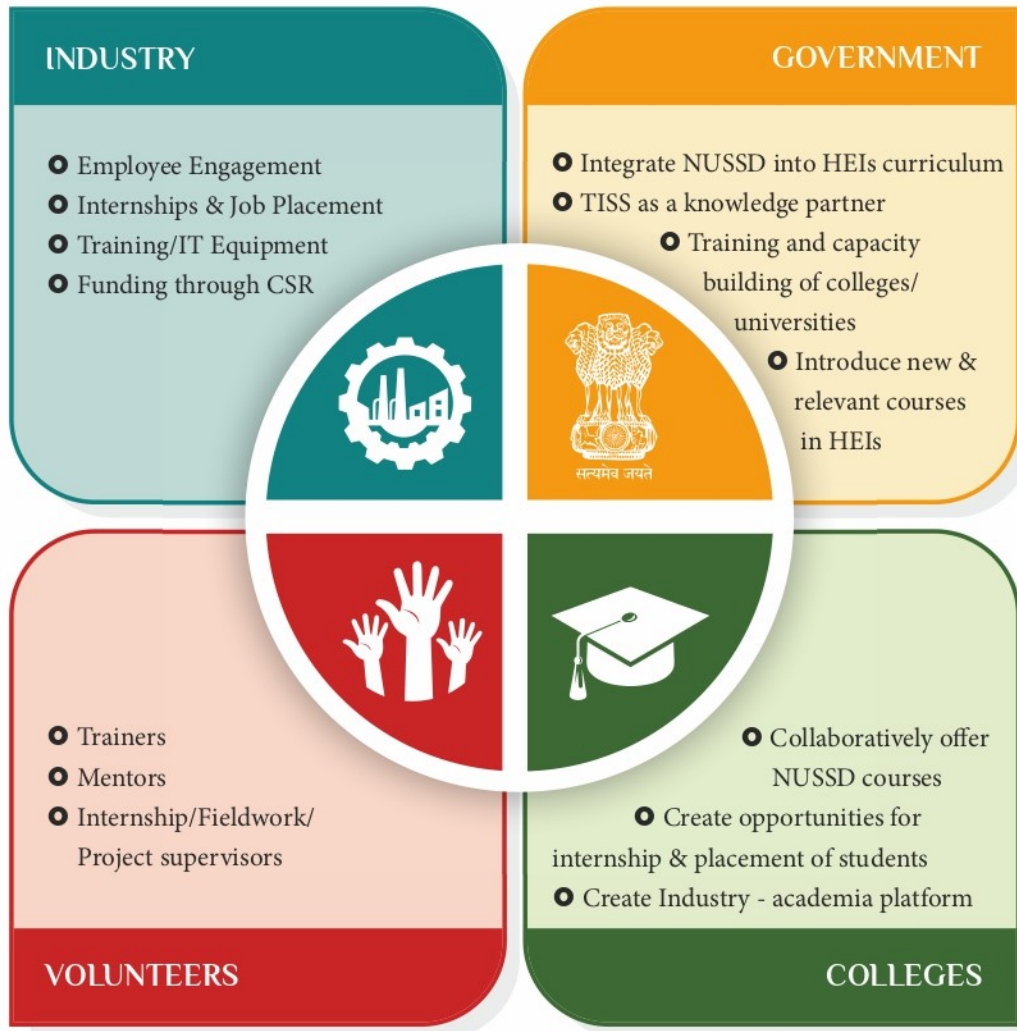 INDUSTRY
Employee Engagement
Internships & Job Placement
Training/IT Equipment
Funding through CSR
GOVERNMENT
Integrate NUSSD into HEIs curriculum
TISS as a knowledge partner
Training and capacity
building of colleges/
universities
Introduce new &
relevant courses
in HEIs
सत्यमेव जयते
Trainers
Mentors
Internship/Fieldwork/
Project supervisors
VOLUNTEERS
Collaboratively offer
NUSSD courses
Create opportunities for
internship & placement of students
Create Industry - academia platform
COLLEGES